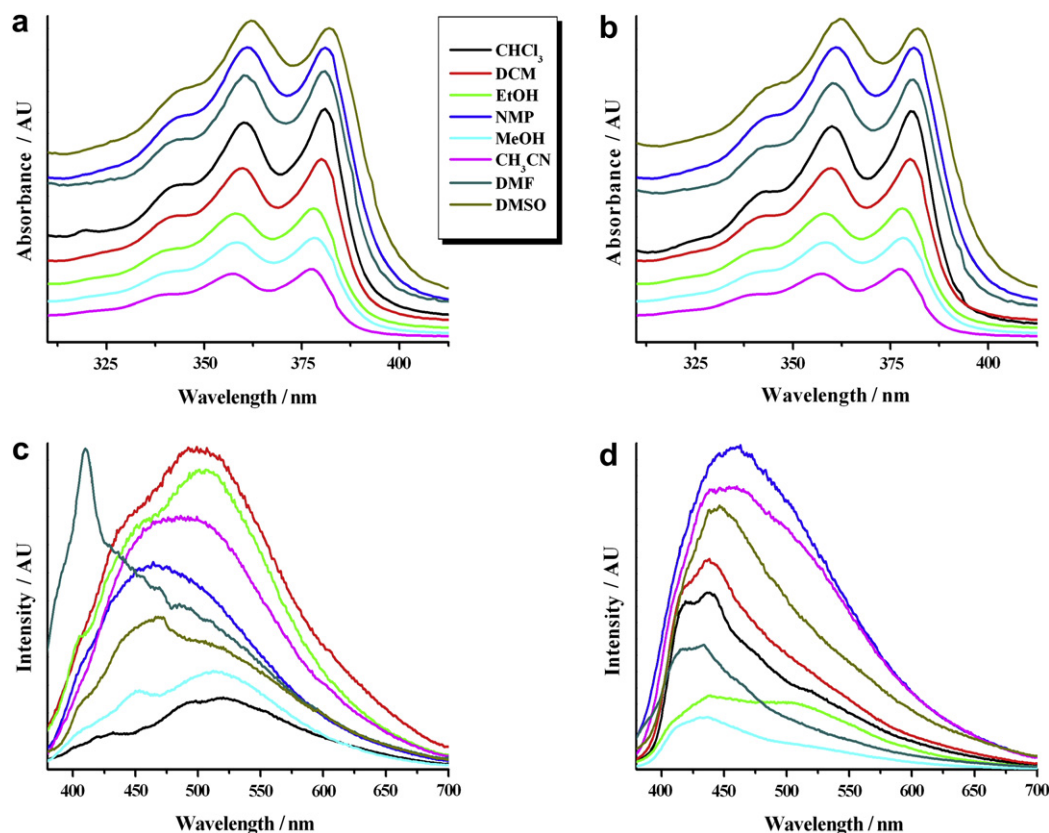 a
Absorbance / AU
325 350 375 400
Wavelength / nm
CHCl₃
DCM
EtOH
NMP
MeOH
CH₃CN
DMF
DMSO
b
Absorbance / AU
325 350 375 400
Wavelength / nm
c
Intensity / AU
400 450 500 550 600 650 700
Wavelength / nm
d
Intensity / AU
400 450 500 550 600 650 700
Wavelength / nm